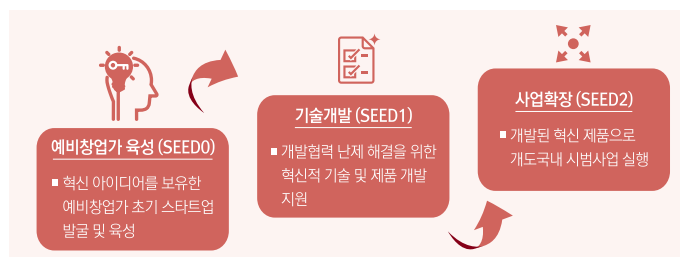 예비창업가 육성 (SEED0)
■ 혁신 아이디어를 보유한
예비창업가 초기 스타트업
발굴 및 육성
기술개발 (SEED1)
■ 개발협력 난제 해결을 위한
혁신적 기술 및 제품 개발
지원
사업확장 (SEED2)
■ 개발된 혁신 제품으로
개도국내 시범사업 실행